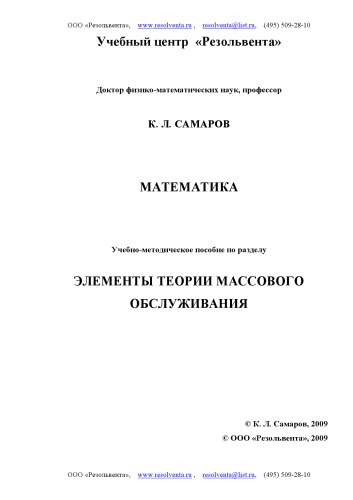 ООО «Резольвента», www.resolventa.ru , resolventa@list.ru, (495) 509-28-10
Учебный центр «Резольвента»
Доктор физико-математических наук, профессор
К. Л. САМАРОВ
МАТЕМАТИКА
Учебно-методическое пособие по разделу
ЭЛЕМЕНТЫ ТЕОРИИ МАССОВОГО
ОБСЛУЖИВАНИЯ
© К. Л. Самаров, 2009
© ООО «Резольвента», 2009
ООО «Резольвента», www.resolventa.ru , resolventa@list.ru, (495) 509-28-10